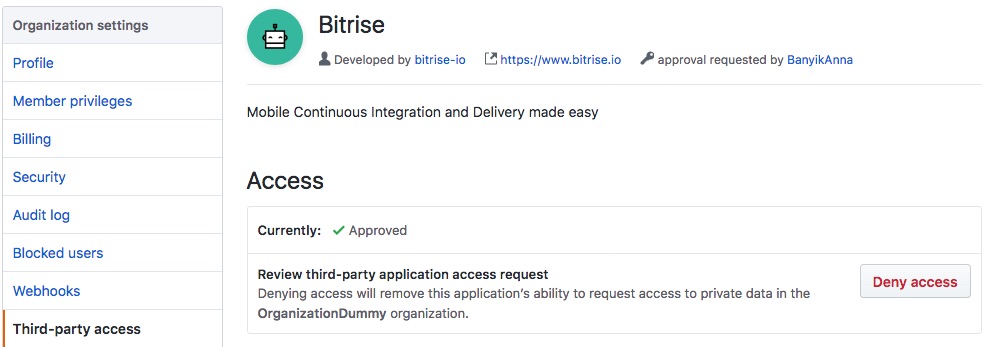 Organization settings
Profile
Member privileges
Billing
Security
Audit log
Blocked users
Webhooks
Third-party access
Bitrise
Developed by bitrise-io https://www.bitrise.io approval requested by BanyikAnna
Mobile Continuous Integration and Delivery made easy
Access
Currently: Approved
Review third-party application access request
Denying access will remove this application's ability to request access to private data in the
OrganizationDummy organization.
Deny access